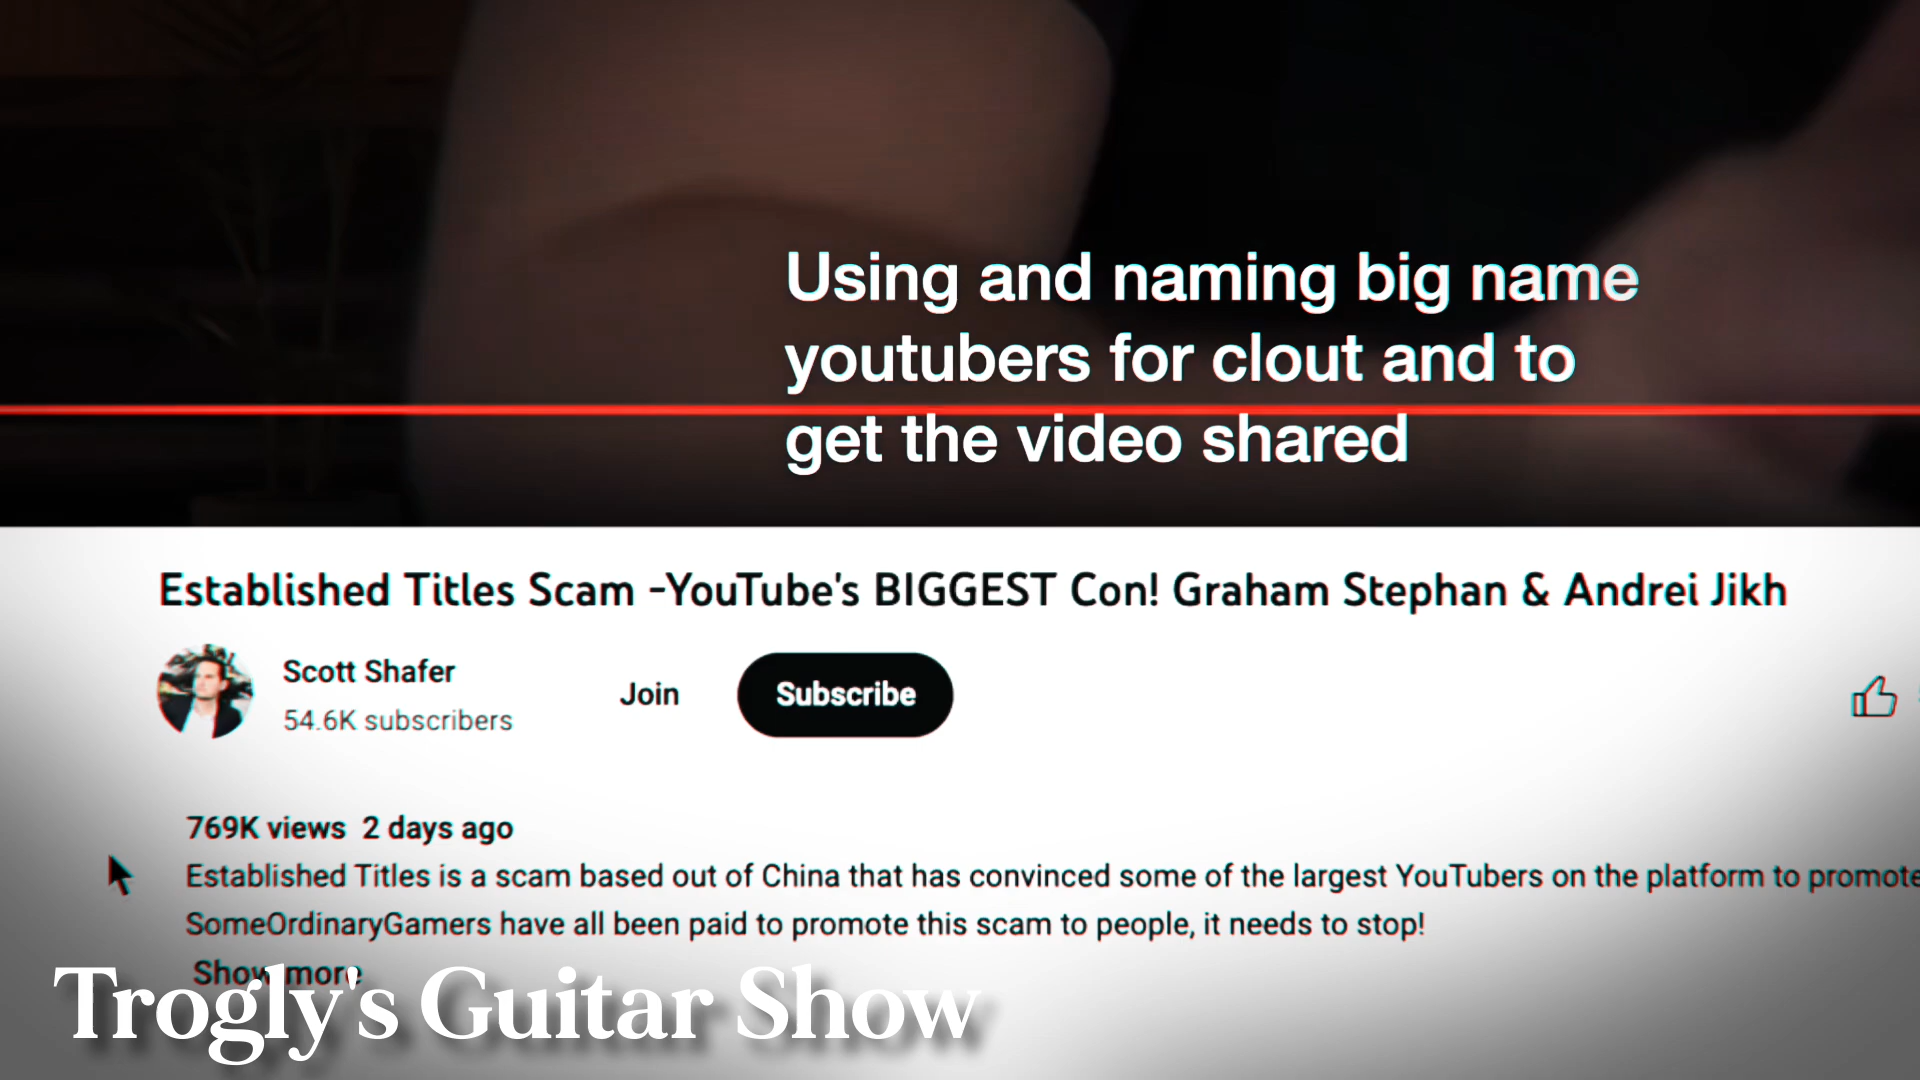 Using and naming big name
youtubers for clout and to
get the video shared
Established Titles Scam -YouTube's BIGGEST Con! Graham Stephan & Andrei Jikh
Scott Shafer
54.6K subscribers
Join
Subscribe
769K views 2 days ago
Established Titles is a scam based out of China that has convinced some of the largest YouTubers on the platform to promote
SomeOrdinaryGamers have all been paid to promote this scam to people, it needs to stop!
Show more
Trogly's Guitar Show